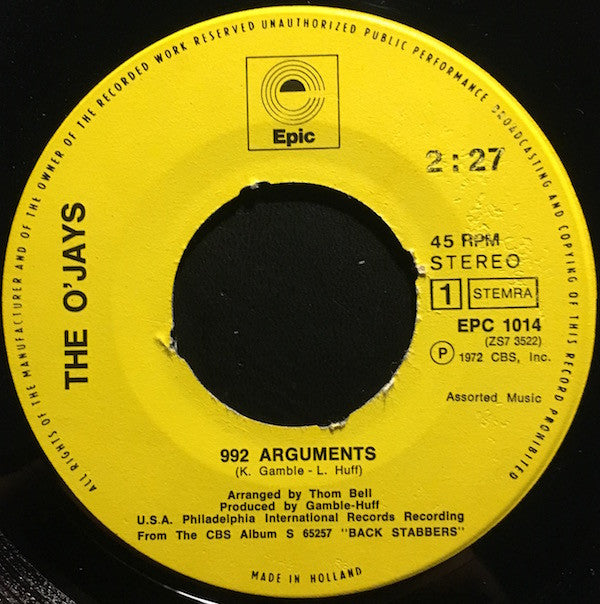 ALL RIGHTS OF THE MANUFACTURER AND OF THE OWNER OF THE RECORDED WORK RESERVED UNAUTHORIZED PUBLIC PERFORMANCE BROADCASTING AND COPYING OF THIS RECORD PROHIBITED
e
Epic
2:27
THE O'JAYS
45 RPM
STEREO
1 STEMRA
EPC 1014
(ZS7 3522)
Ⓟ 1972 CBS, Inc.
Assorted Music
992 ARGUMENTS
(K. Gamble - L. Huff)
Arranged by Thom Bell
Produced by Gamble-Huff
U.S.A. Philadelphia International Records Recording
From The CBS Album S 65257 "BACK STABBERS"
MADE IN HOLLAND